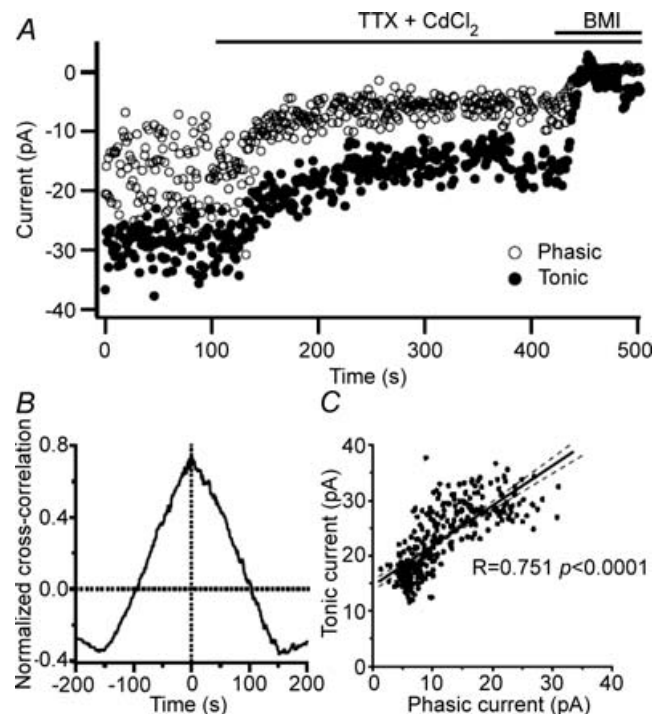 A
TTX + CdCl₂
BMI
Current (pA)
0
-10
-20
-30
-40
○ Phasic
● Tonic
0 100 200 300 400 500
Time (s)
B
Normalized cross-correlation
0.8
0.4
0.0
-0.4
-200 -100 0 100 200
Time (s)
C
Tonic current (pA)
40
30
20
10
0
R=0.751 p<0.0001
0 10 20 30 40
Phasic current (pA)